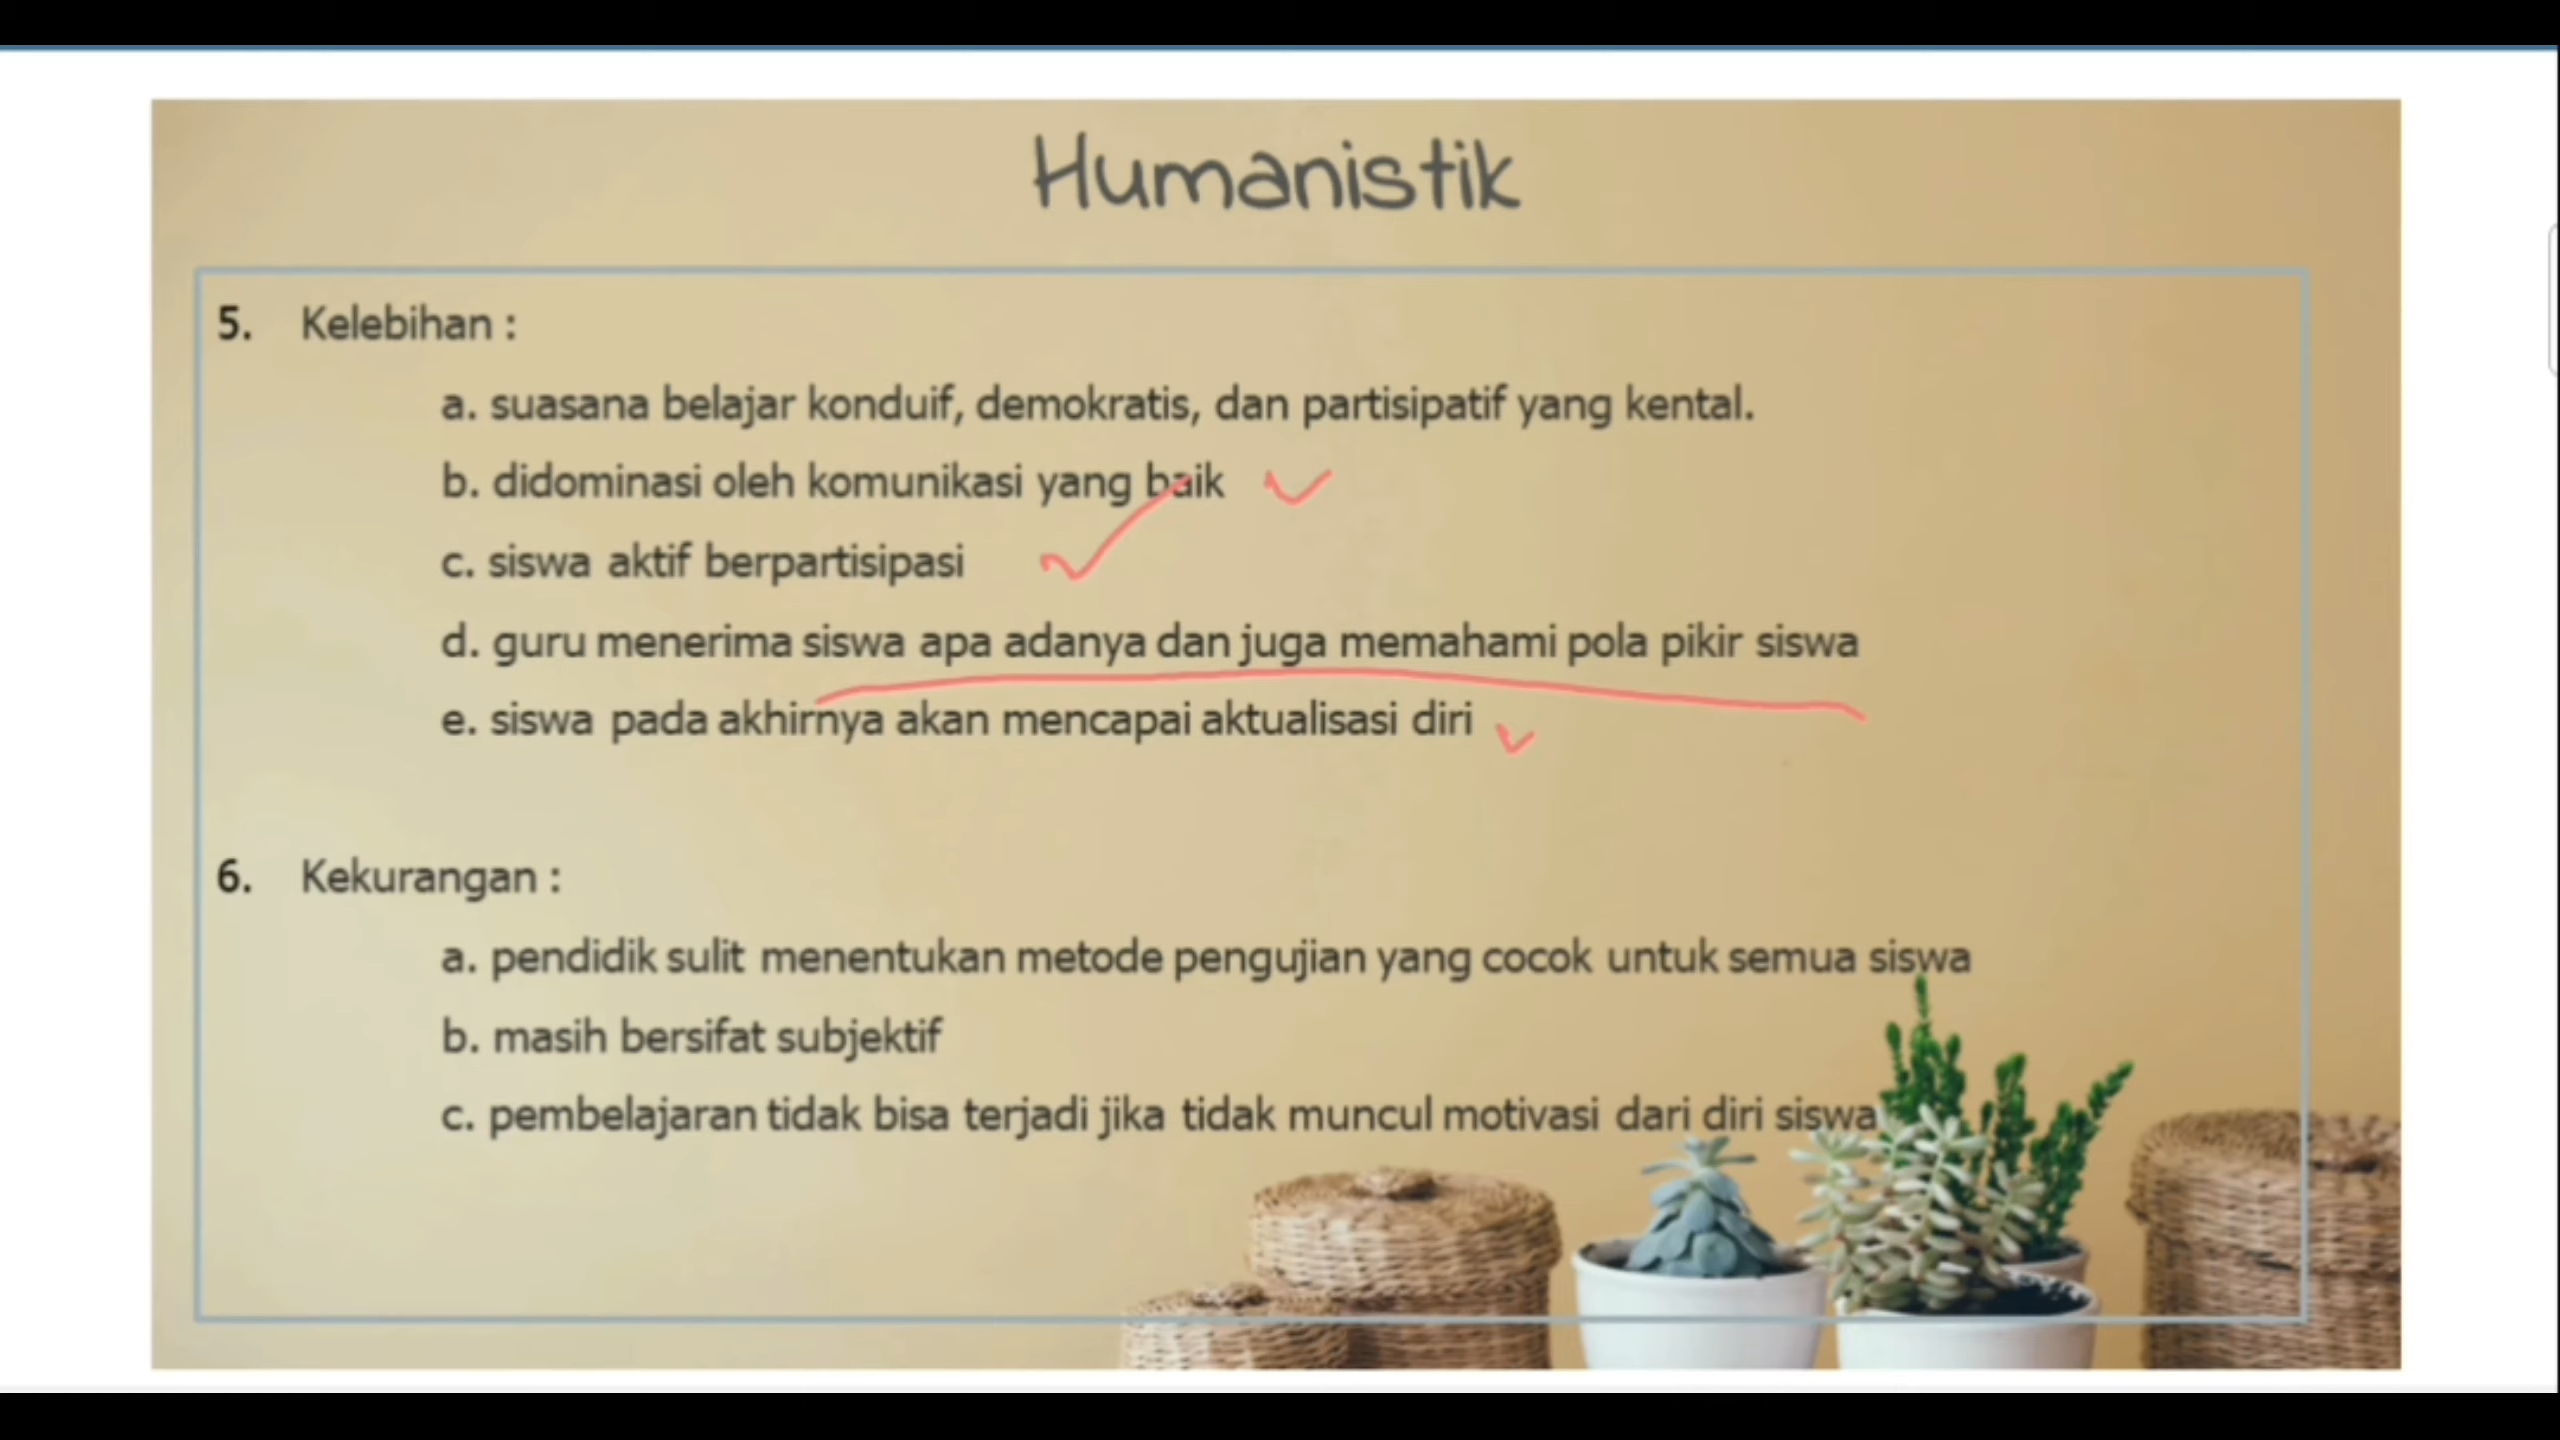 Humanistik
5. Kelebihan :
a. suasana belajar konduif, demokratis, dan partisipatif yang kental.
b. didominasi oleh komunikasi yang baik
c. siswa aktif berpartisipasi
d. guru menerima siswa apa adanya dan juga memahami pola pikir siswa
e. siswa pada akhirnya akan mencapai aktualisasi diri
6. Kekurangan :
a. pendidik sulit menentukan metode pengujian yang cocok untuk semua siswa
b. masih bersifat subjektif
c. pembelajaran tidak bisa terjadi jika tidak muncul motivasi dari diri siswa